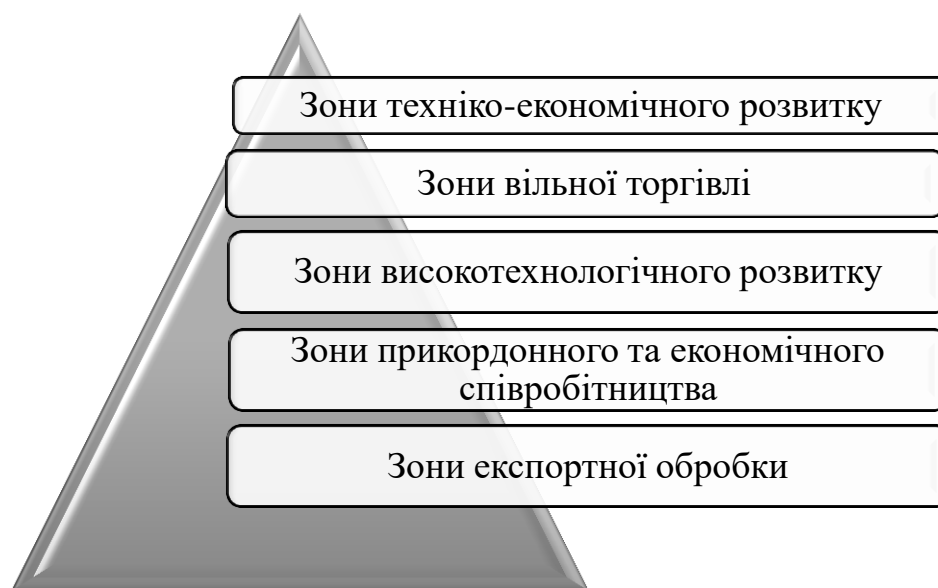 Зони техніко-економічного розвитку
Зони вільної торгівлі
Зони високотехнологічного розвитку
Зони прикордонного та економічного
співробітництва
Зони експортної обробки